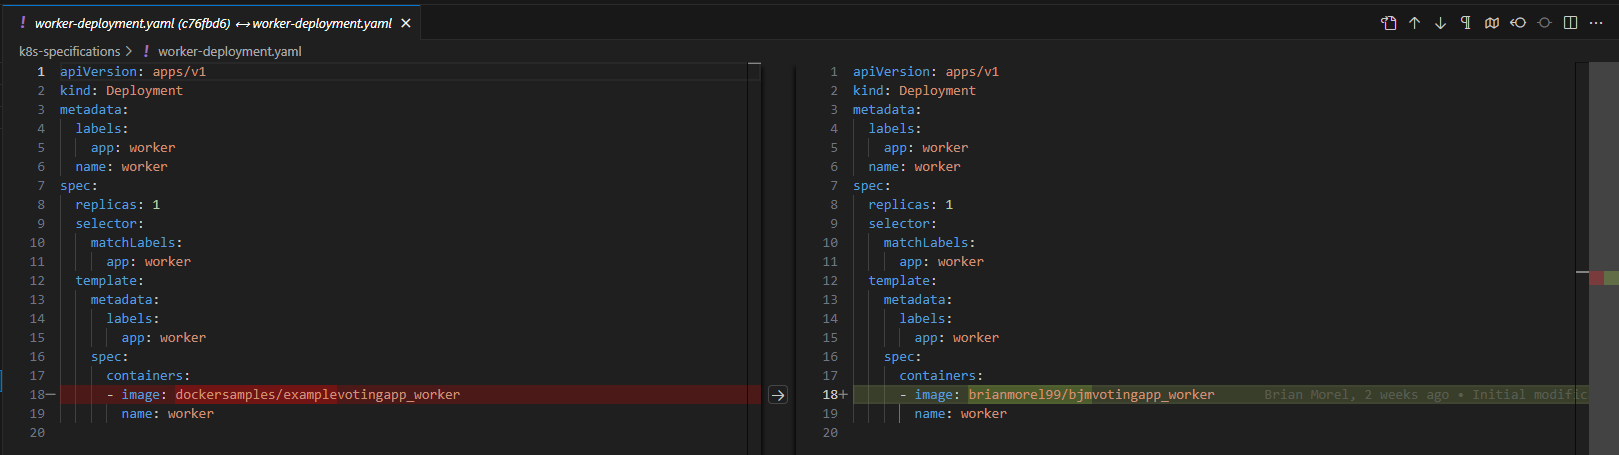 ! worker-deployment.yaml (c76fbd6) ↔ worker-deployment.yaml ×
k8s-specifications > ! worker-deployment.yaml
1 apiVersion: apps/v1
2 kind: Deployment
3 metadata:
4   labels:
5     app: worker
6   name: worker
7 spec:
8   replicas: 1
9   selector:
10     matchLabels:
11       app: worker
12   template:
13     metadata:
14       labels:
15         app: worker
16     spec:
17       containers:
18—       - image: dockersamples/examplevotingapp_worker
19         name: worker
20
1 apiVersion: apps/v1
2 kind: Deployment
3 metadata:
4   labels:
5     app: worker
6   name: worker
7 spec:
8   replicas: 1
9   selector:
10     matchLabels:
11       app: worker
12   template:
13     metadata:
14       labels:
15         app: worker
16     spec:
17       containers:
18+       - image: brianmorel99/bjmvotingapp_worker Brian Morel, 2 weeks ago • Initial modific
19         name: worker
20